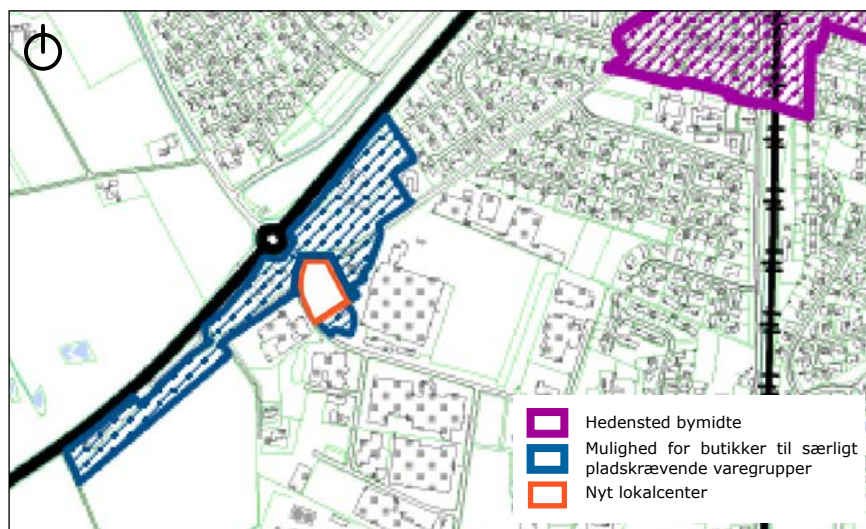 Hedensted bymidte
Mulighed for butikker til særligt
pladskrævende varegrupper
Nyt lokalcenter